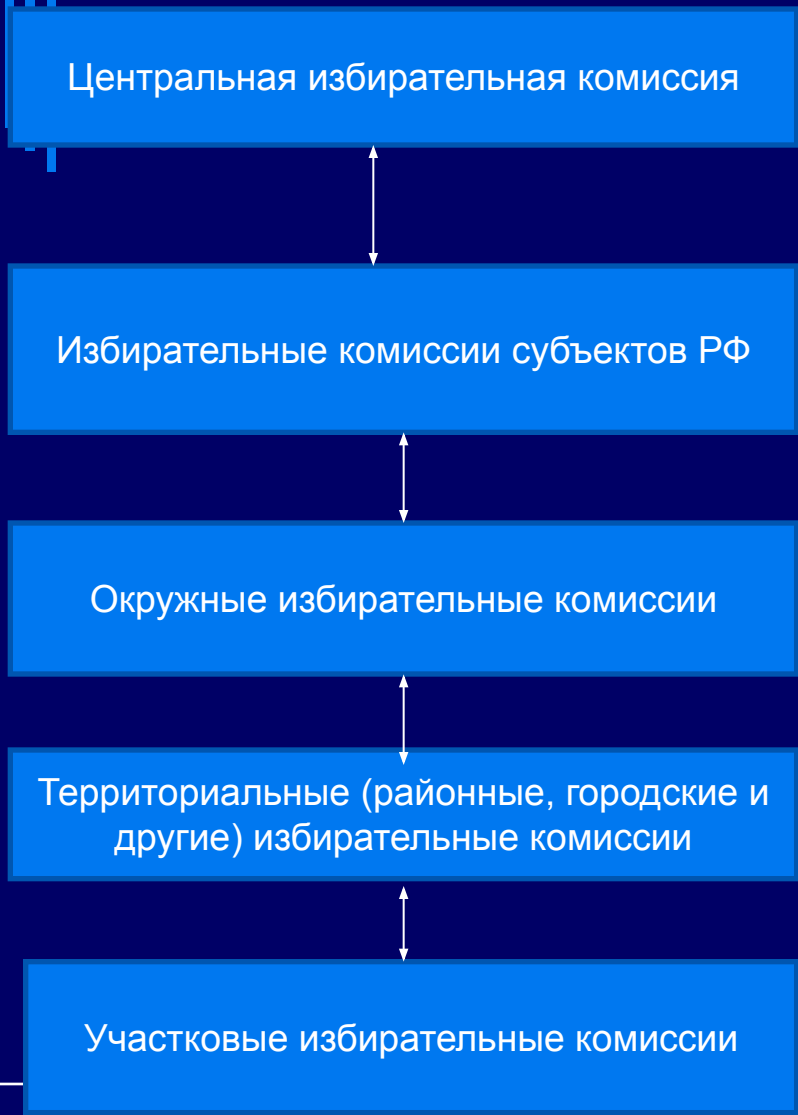 Центральная избирательная комиссия
Избирательные комиссии субъектов РФ
Окружные избирательные комиссии
Территориальные (районные, городские и
другие) избирательные комиссии
Участковые избирательные комиссии